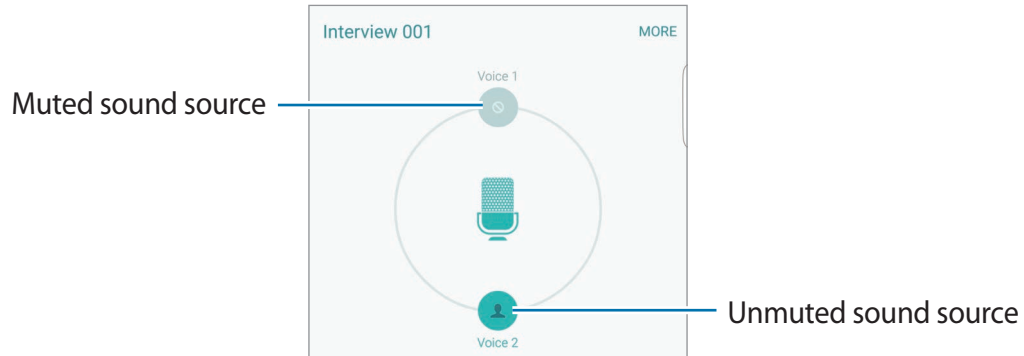 Interview 001
MORE
Voice 1
Muted sound source
Unmuted sound source
Voice 2